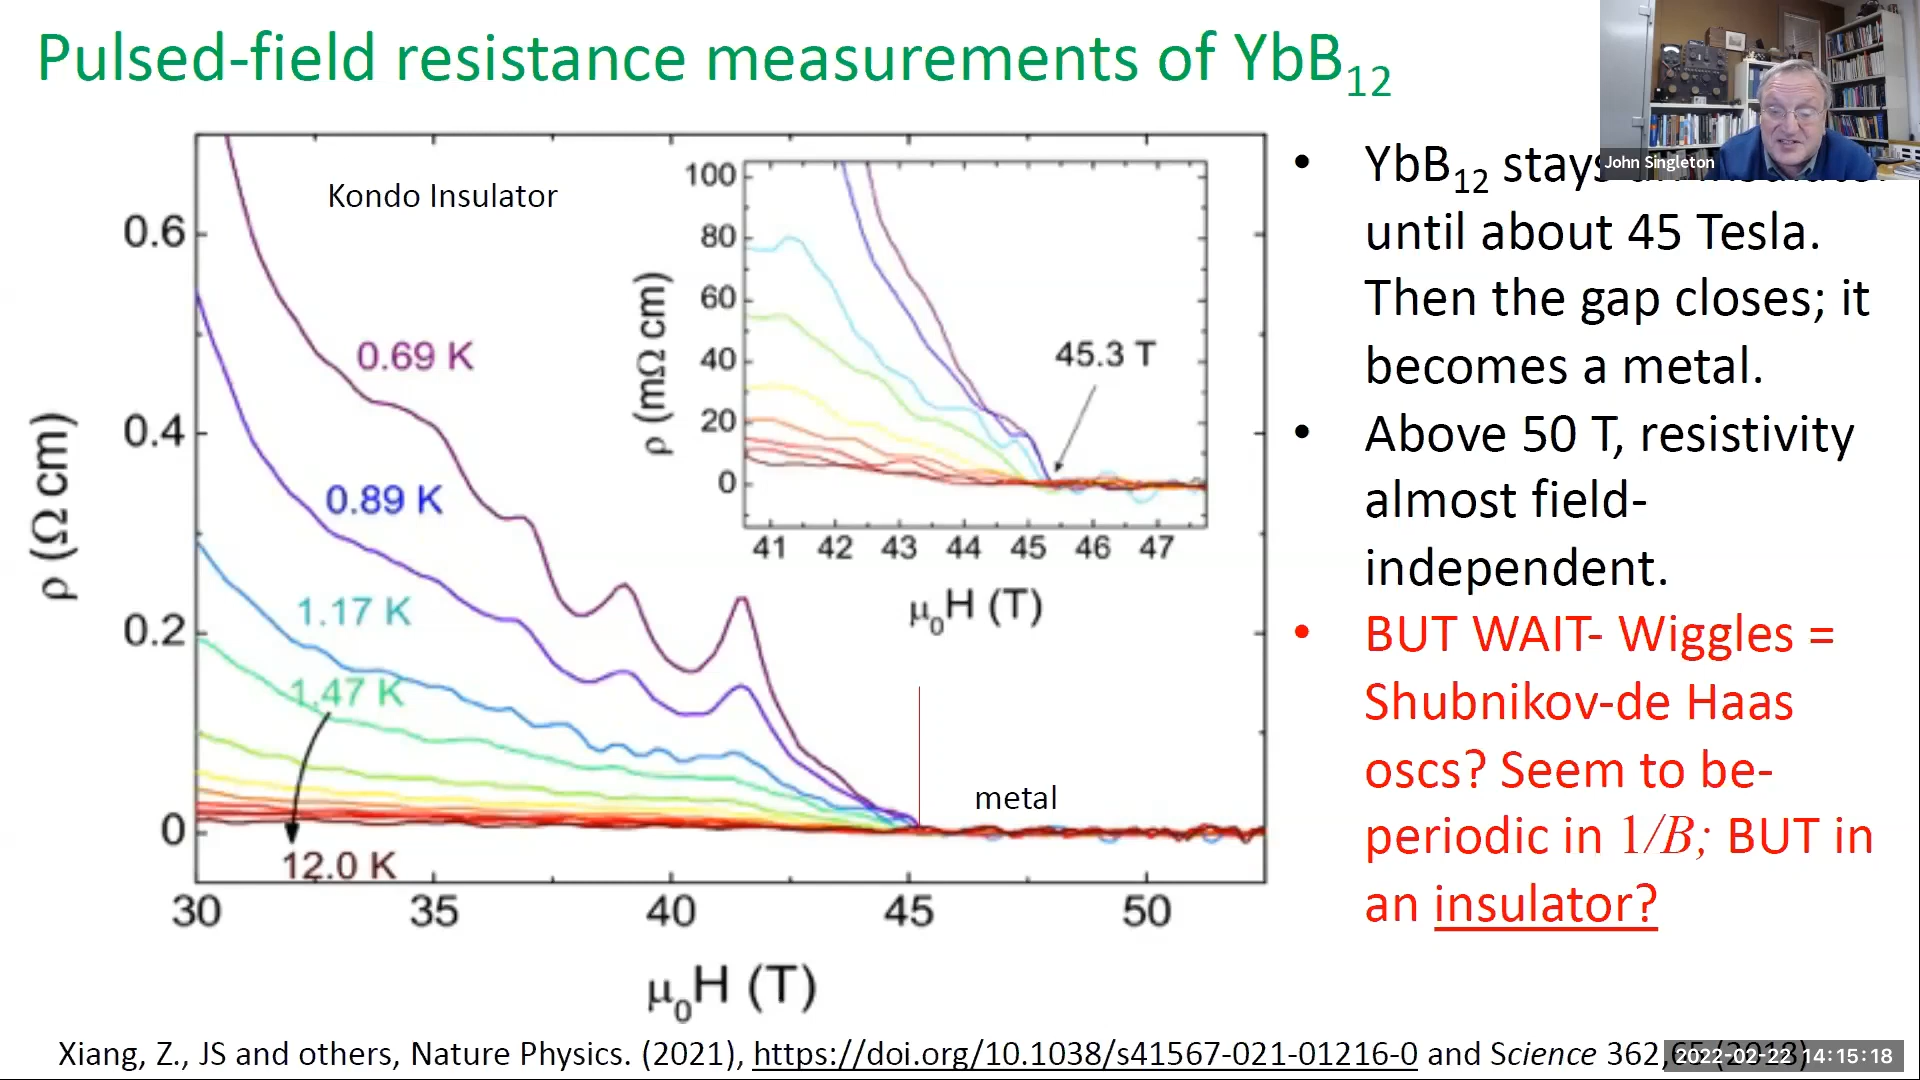 Pulsed-field resistance measurements of YbB12
John Singleton
Kondo Insulator
0.6
0.4
0.2
0
ρ (Ω cm)
0.69 K
0.89 K
1.17 K
1.47 K
12.0 K
30 35 40 45 50
μ0H (T)
metal
100
80
60
40
20
0
ρ (mΩ cm)
45.3 T
41 42 43 44 45 46 47
μ0H (T)
• YbB12 stays
until about 45 Tesla.
Then the gap closes; it
becomes a metal.
• Above 50 T, resistivity
almost field-
independent.
• BUT WAIT- Wiggles =
Shubnikov-de Haas
oscs? Seem to be-
periodic in 1/B; BUT in
an insulator?
Xiang, Z., JS and others, Nature Physics. (2021), https://doi.org/10.1038/s41567-021-01216-0 and Science 362,
2022-02-22 14:15:18